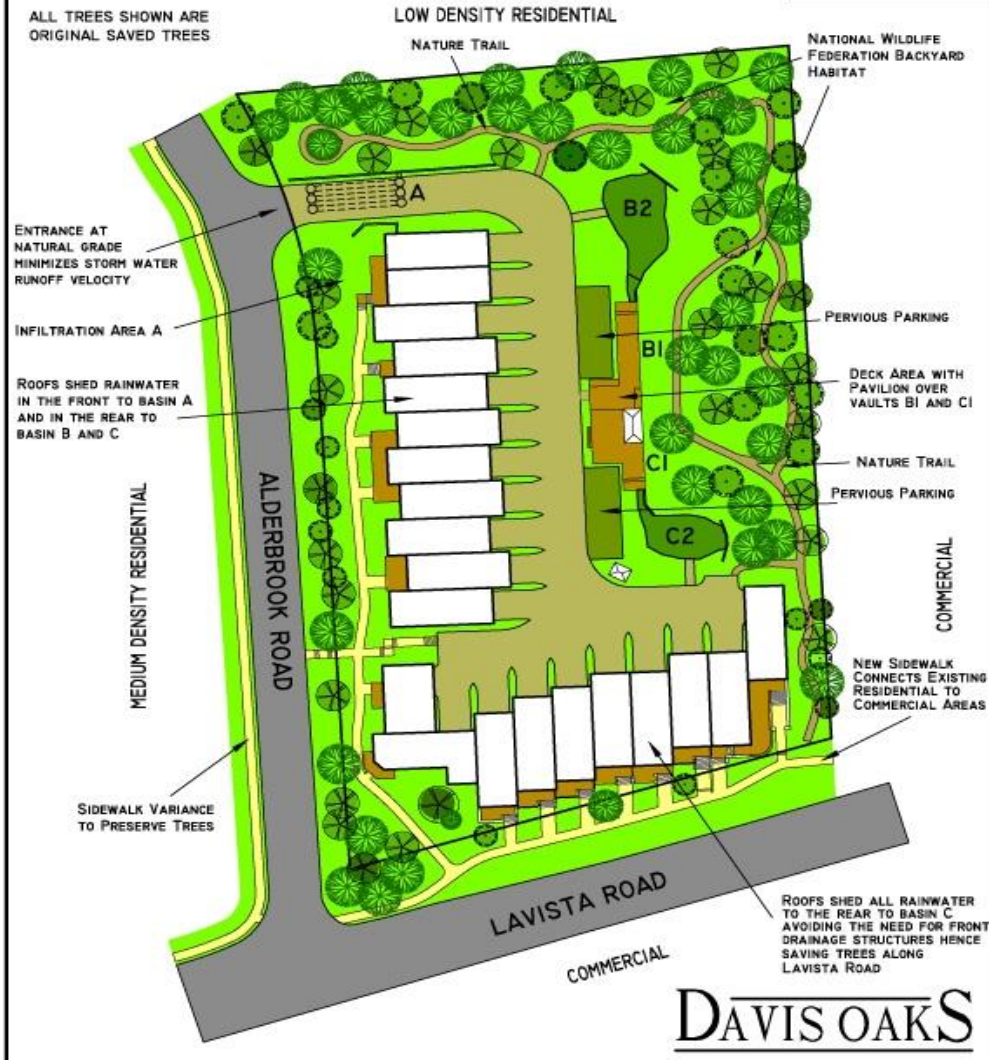 ALL TREES SHOWN ARE
ORIGINAL SAVED TREES
LOW DENSITY RESIDENTIAL
NATURE TRAIL
NATIONAL WILDLIFE
FEDERATION BACKYARD
HABITAT
A
B2
ENTRANCE AT
NATURAL GRADE
MINIMIZES STORM WATER
RUNOFF VELOCITY
INFILTRATION AREA A
PERVIOUS PARKING
B1
ROOFS SHED RAINWATER
IN THE FRONT TO BASIN A
AND IN THE REAR TO
BASIN B AND C
DECK AREA WITH
PAVILION OVER
VAULTS B1 AND C1
C1
NATURE TRAIL
PERVIOUS PARKING
C2
MEDIUM DENSITY RESIDENTIAL
ALDERBROOK ROAD
COMMERCIAL
NEW SIDEWALK
CONNECTS EXISTING
RESIDENTIAL TO
COMMERCIAL AREAS
SIDEWALK VARIANCE
TO PRESERVE TREES
LAVISTA ROAD
COMMERCIAL
ROOFS SHED ALL RAINWATER
TO THE REAR TO BASIN C
AVOIDING THE NEED FOR FRONT
DRAINAGE STRUCTURES HENCE
SAVING TREES ALONG
LAVISTA ROAD
DAVIS OAKS